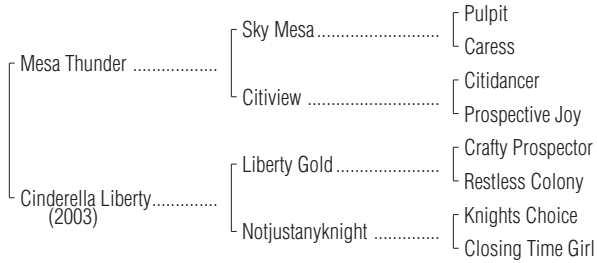 Pulpit
Sky Mesa..............................
Caress
Mesa Thunder ..................
Citidancer
Citiview ................................
Prospective Joy
Crafty Prospector
Liberty Gold.........................
Restless Colony
Cinderella Liberty..............
(2003)
Knights Choice
Notjustanyknight ................
Closing Time Girl